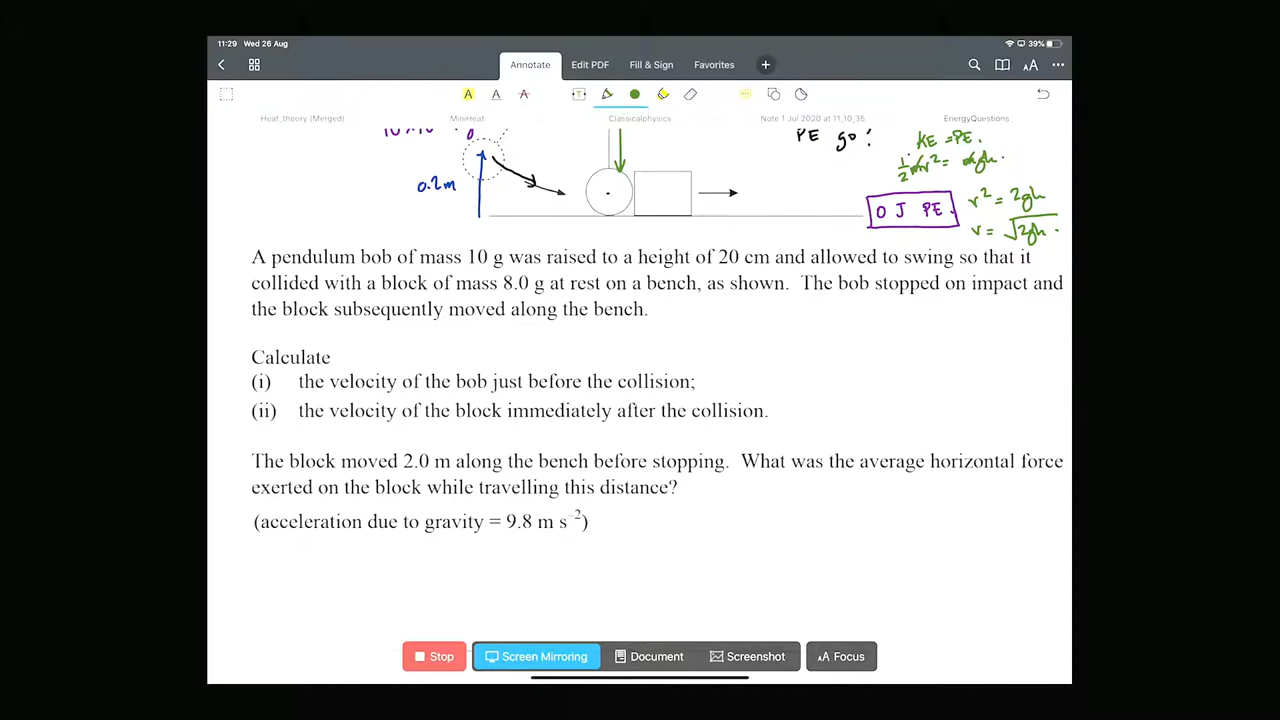 11:29 Wed 26 Aug
39%
Annotate Edit PDF Fill & Sign Favorites
AA
A A A T
Heat_theory (Merged) MiniHeat Classicalphysics Note 1 Jul 2020 at 11_10_35 EnergyQuestions
PE go?
KE = PE.
½mv² = mgh.
0.2m
0 J PE.
v² = 2gh
v = √2gh.
A pendulum bob of mass 10 g was raised to a height of 20 cm and allowed to swing so that it
collided with a block of mass 8.0 g at rest on a bench, as shown. The bob stopped on impact and
the block subsequently moved along the bench.
Calculate
(i) the velocity of the bob just before the collision;
(ii) the velocity of the block immediately after the collision.
The block moved 2.0 m along the bench before stopping. What was the average horizontal force
exerted on the block while travelling this distance?
(acceleration due to gravity = 9.8 m s⁻²)
Stop Screen Mirroring Document Screenshot AA Focus